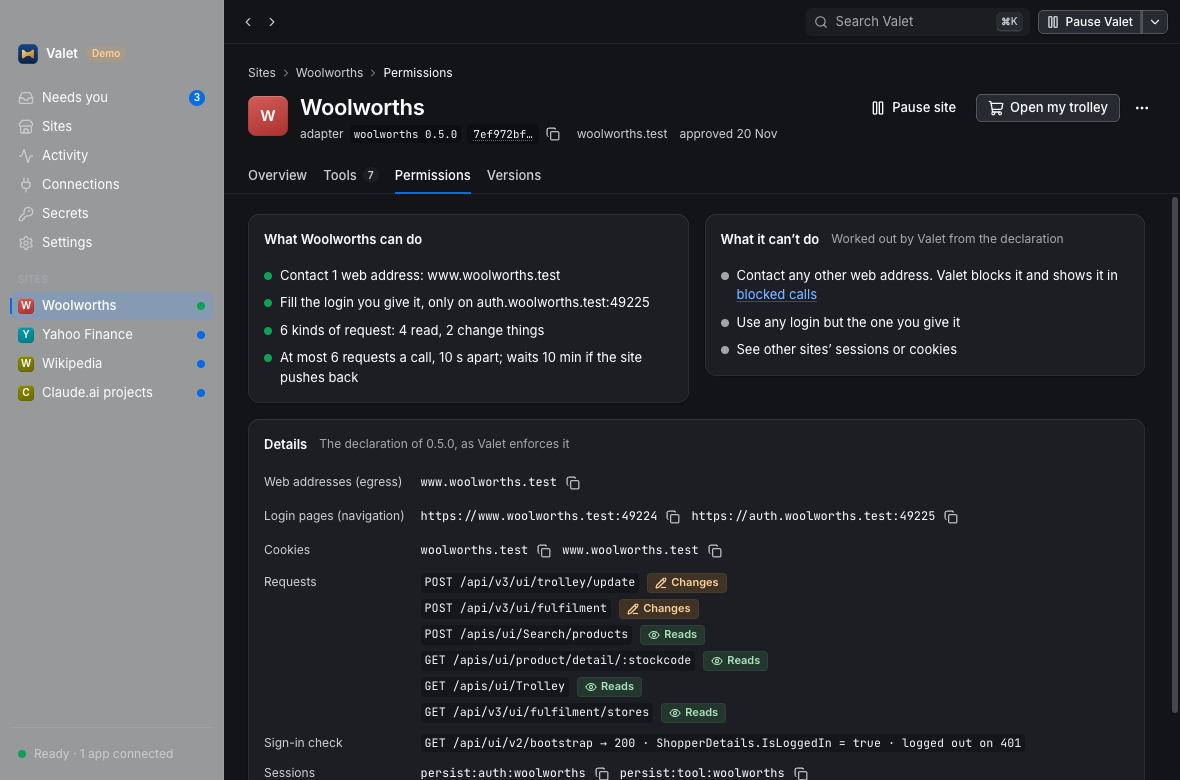 Search Valet ⌘K Pause Valet
Valet Demo
Needs you 3
Sites
Activity
Connections
Secrets
Settings
SITES
W Woolworths
Y Yahoo Finance
W Wikipedia
C Claude.ai projects
Ready · 1 app connected
Sites > Woolworths > Permissions
W Woolworths
Pause site Open my trolley
adapter woolworths 0.5.0 7ef972bf… woolworths.test approved 20 Nov
Overview Tools 7 Permissions Versions
What Woolworths can do
Contact 1 web address: www.woolworths.test
Fill the login you give it, only on auth.woolworths.test:49225
6 kinds of request: 4 read, 2 change things
At most 6 requests a call, 10 s apart; waits 10 min if the site
pushes back
What it can’t do Worked out by Valet from the declaration
Contact any other web address. Valet blocks it and shows it in
blocked calls
Use any login but the one you give it
See other sites’ sessions or cookies
Details The declaration of 0.5.0, as Valet enforces it
Web addresses (egress) www.woolworths.test
Login pages (navigation) https://www.woolworths.test:49224 https://auth.woolworths.test:49225
Cookies woolworths.test www.woolworths.test
Requests POST /api/v3/ui/trolley/update Changes
POST /api/v3/ui/fulfilment Changes
POST /apis/ui/Search/products Reads
GET /apis/ui/product/detail/:stockcode Reads
GET /apis/ui/Trolley Reads
GET /api/v3/ui/fulfilment/stores Reads
Sign-in check GET /api/ui/v2/bootstrap → 200 · ShopperDetails.IsLoggedIn = true · logged out on 401
Sessions persist:auth:woolworths persist:tool:woolworths